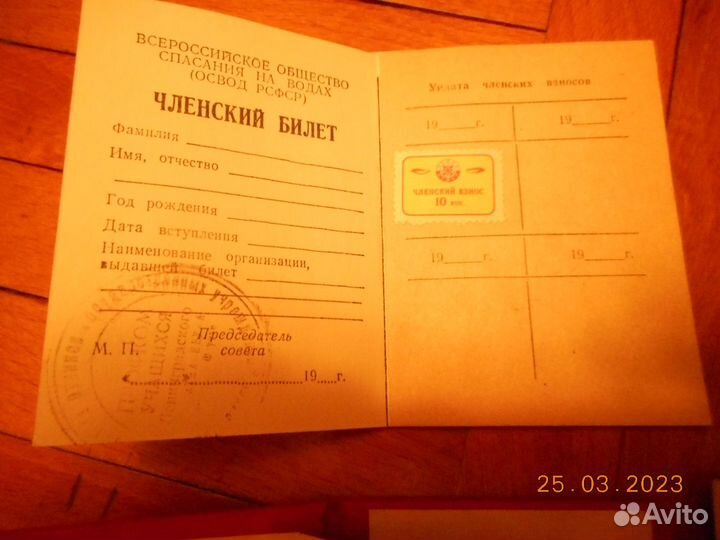 ВСЕРОССИЙСКОЕ ОБЩЕСТВО
СПАСАНИЯ НА ВОДАХ
(ОСВОД РСФСР)
ЧЛЕНСКИЙ БИЛЕТ
Фамилия
Имя, отчество
Год рождения
Дата вступления
Наименование организации,
выдавшей билет
Председатель
М. П. совета
« 19 г.
УЧАЩИХСЯ
Уплата членских взносов
19 г. 19 г.
ЧЛЕНСКИЙ ВЗНОС
10 коп.
19 г. 19 г.
25.03.2023
Avito